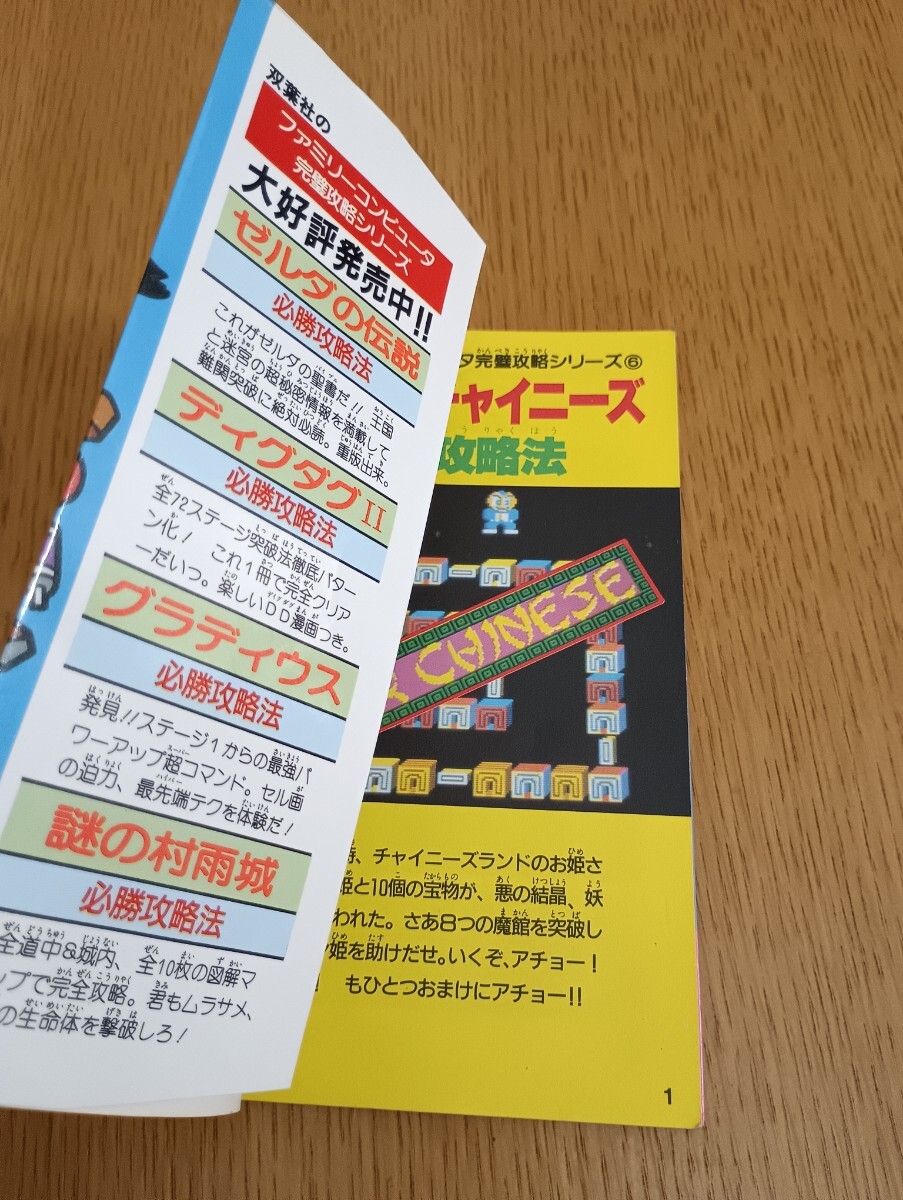 双葉社の
ファミリーコンピュータ
完璧攻略シリーズ
大好評発売中!!
ゼルダの伝説
必勝攻略法
これがゼルダの聖書だ!! 王国
と迷宮の超秘密情報を満載して
難関突破に絶対必読。重版出来。
ディグダグII
必勝攻略法
全72ステージ突破法徹底パター
ン化! これ1冊で完全クリア
ーだいつ。楽しいDD漫画つき。
グラディウス
必勝攻略法
発見!!ステージ1からの最強パ
ワーアップ超コマンド。セル画
の迫力、最先端テクを体験だ!
謎の村雨城
必勝攻略法
全道中&城内、全10枚の図解マ
ップで完全攻略。君もムラサメ、
の生命体を撃破しろ!
タ完璧攻略シリーズ⑥
チャイニーズ
攻略法
CHINESE
、チャイニーズランドのお姫さ
姫と10個の宝物が、悪の結晶、妖
われた。さあ8つの魔館を突破し
ン姫を助けだせ。いくぞ、アチョー!
! もひとつおまけにアチョー!!
1